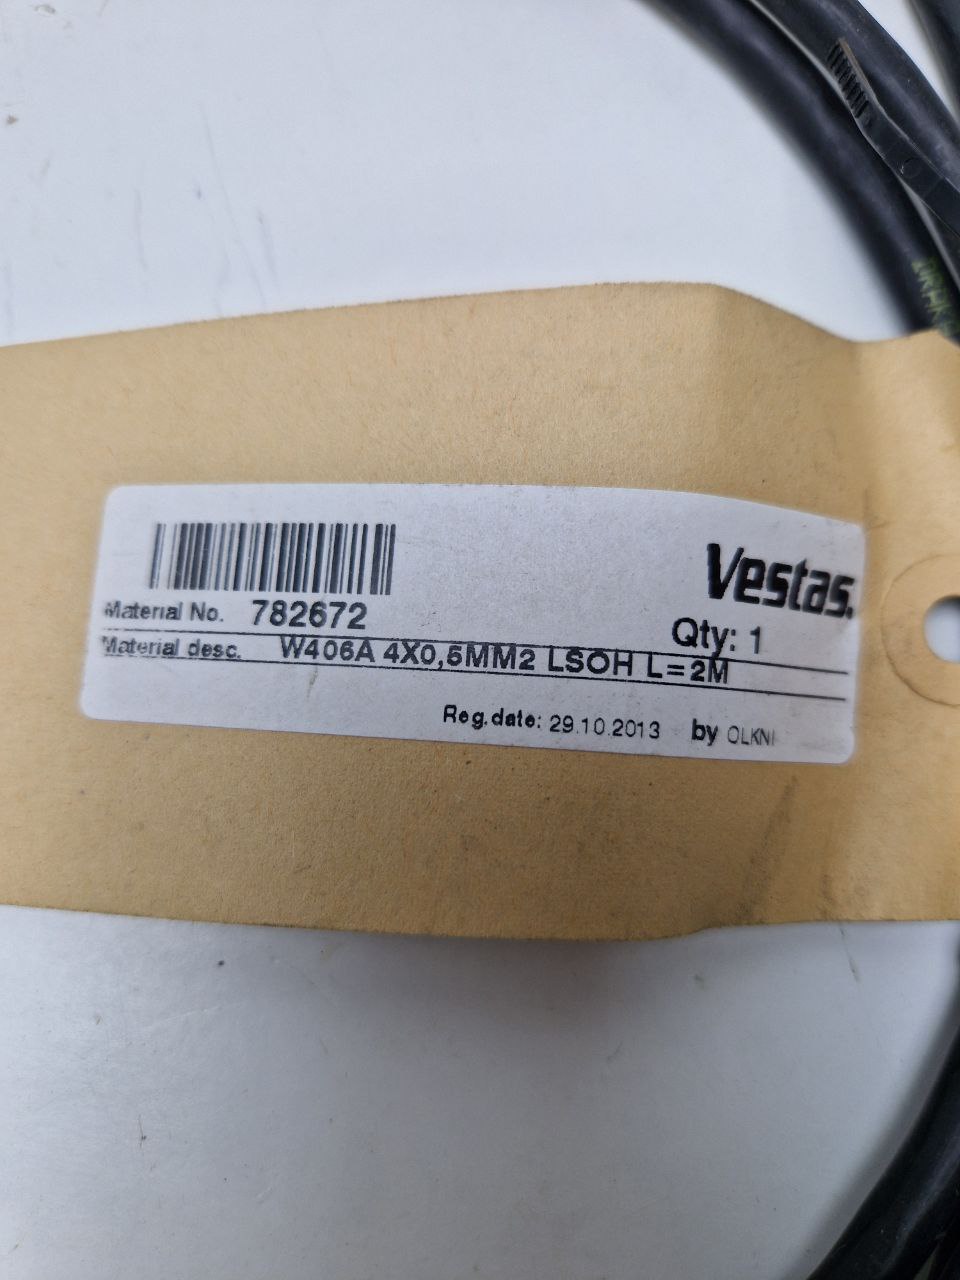 Vestas.
Material No. 782672
Qty: 1
Material desc. W406A 4X0,5MM2 LSOH L=2M
Reg.date: 29.10.2013 by OLKNI